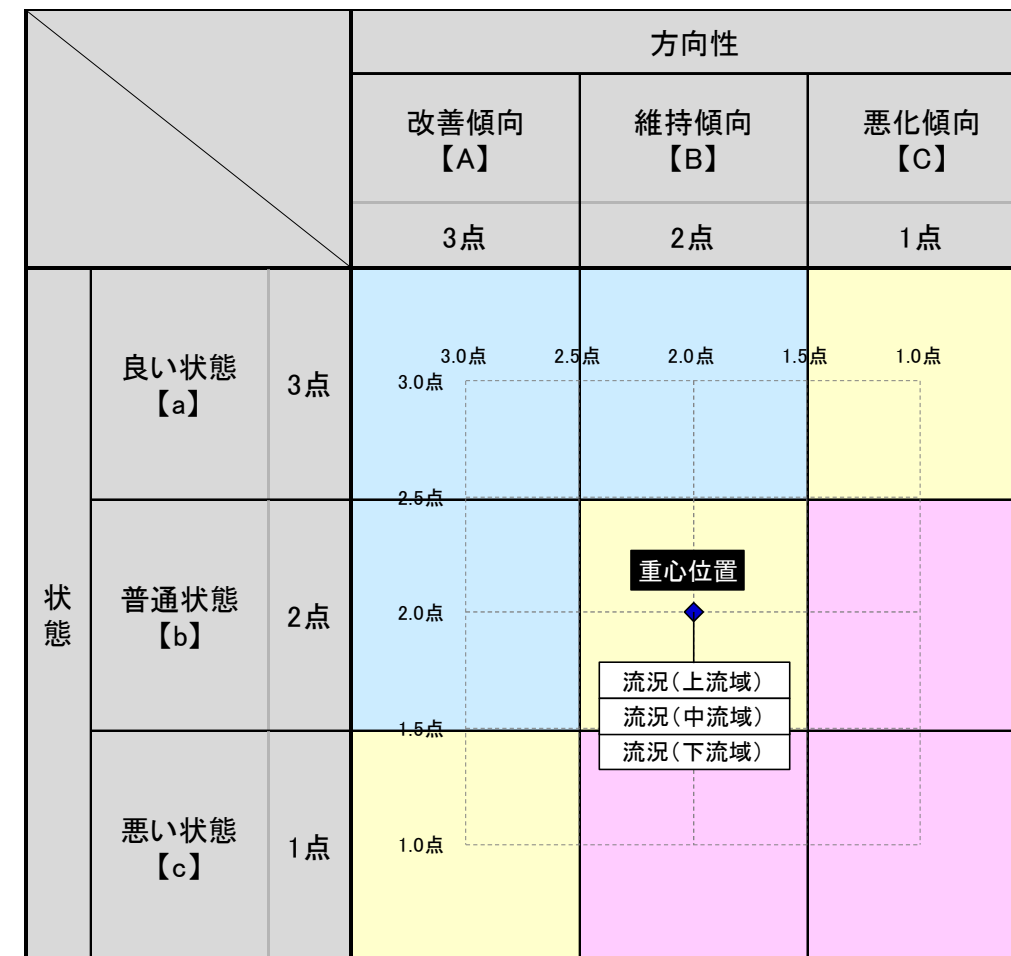 方向性
改善傾向
【A】
維持傾向
【B】
悪化傾向
【C】
3点
2点
1点
状態
良い状態
【a】
3点
3.0点
2.5点
2.0点
1.5点
1.0点
3.0点
2.5点
普通状態
【b】
2点
2.0点
重心位置
流況（上流域）
流況（中流域）
流況（下流域）
1.5点
悪い状態
【c】
1点
1.0点